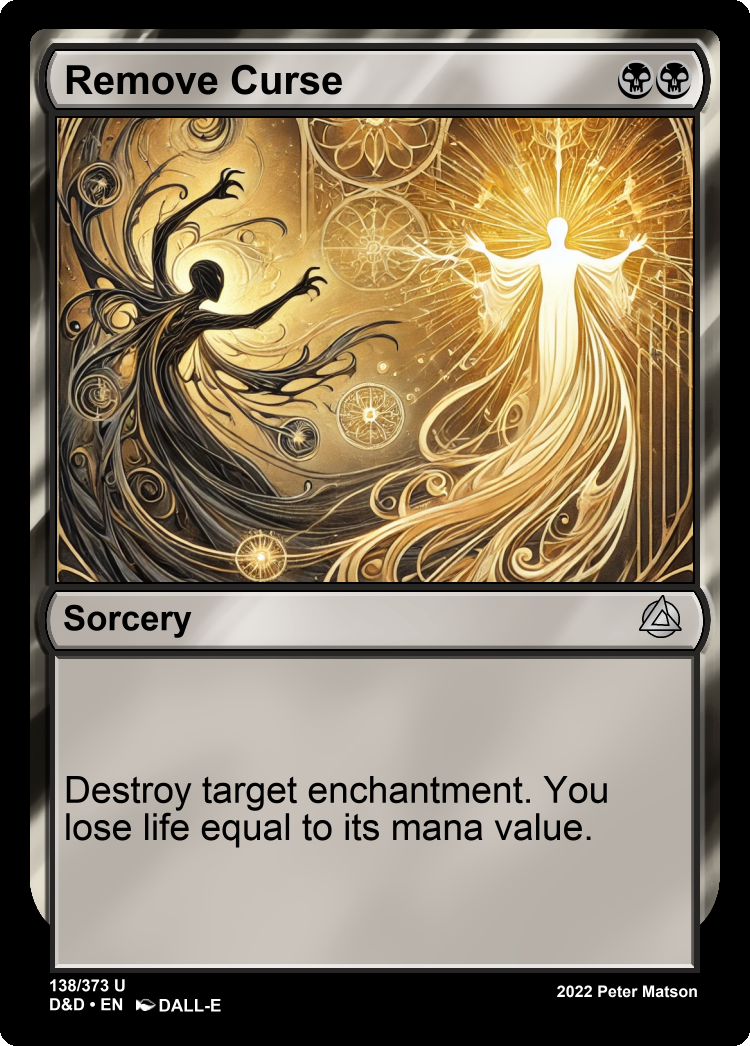 Remove Curse
Sorcery
Destroy target enchantment. You
lose life equal to its mana value.
138/373 U
D&D • EN DALL-E
2022 Peter Matson